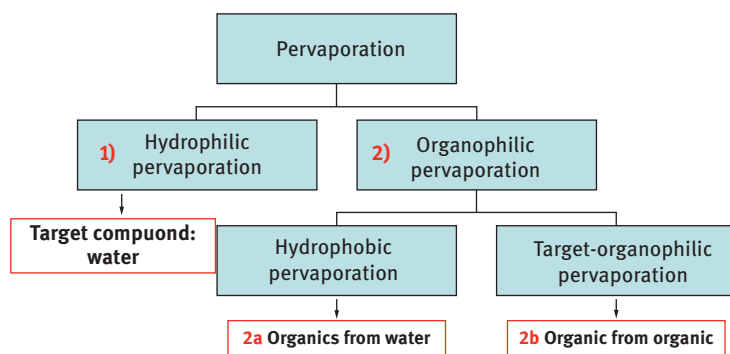 Pervaporation
1) Hydrophilic
pervaporation
2) Organophilic
pervaporation
Target compuond:
water
Hydrophobic
pervaporation
Target-organophilic
pervaporation
2a Organics from water
2b Organic from organic